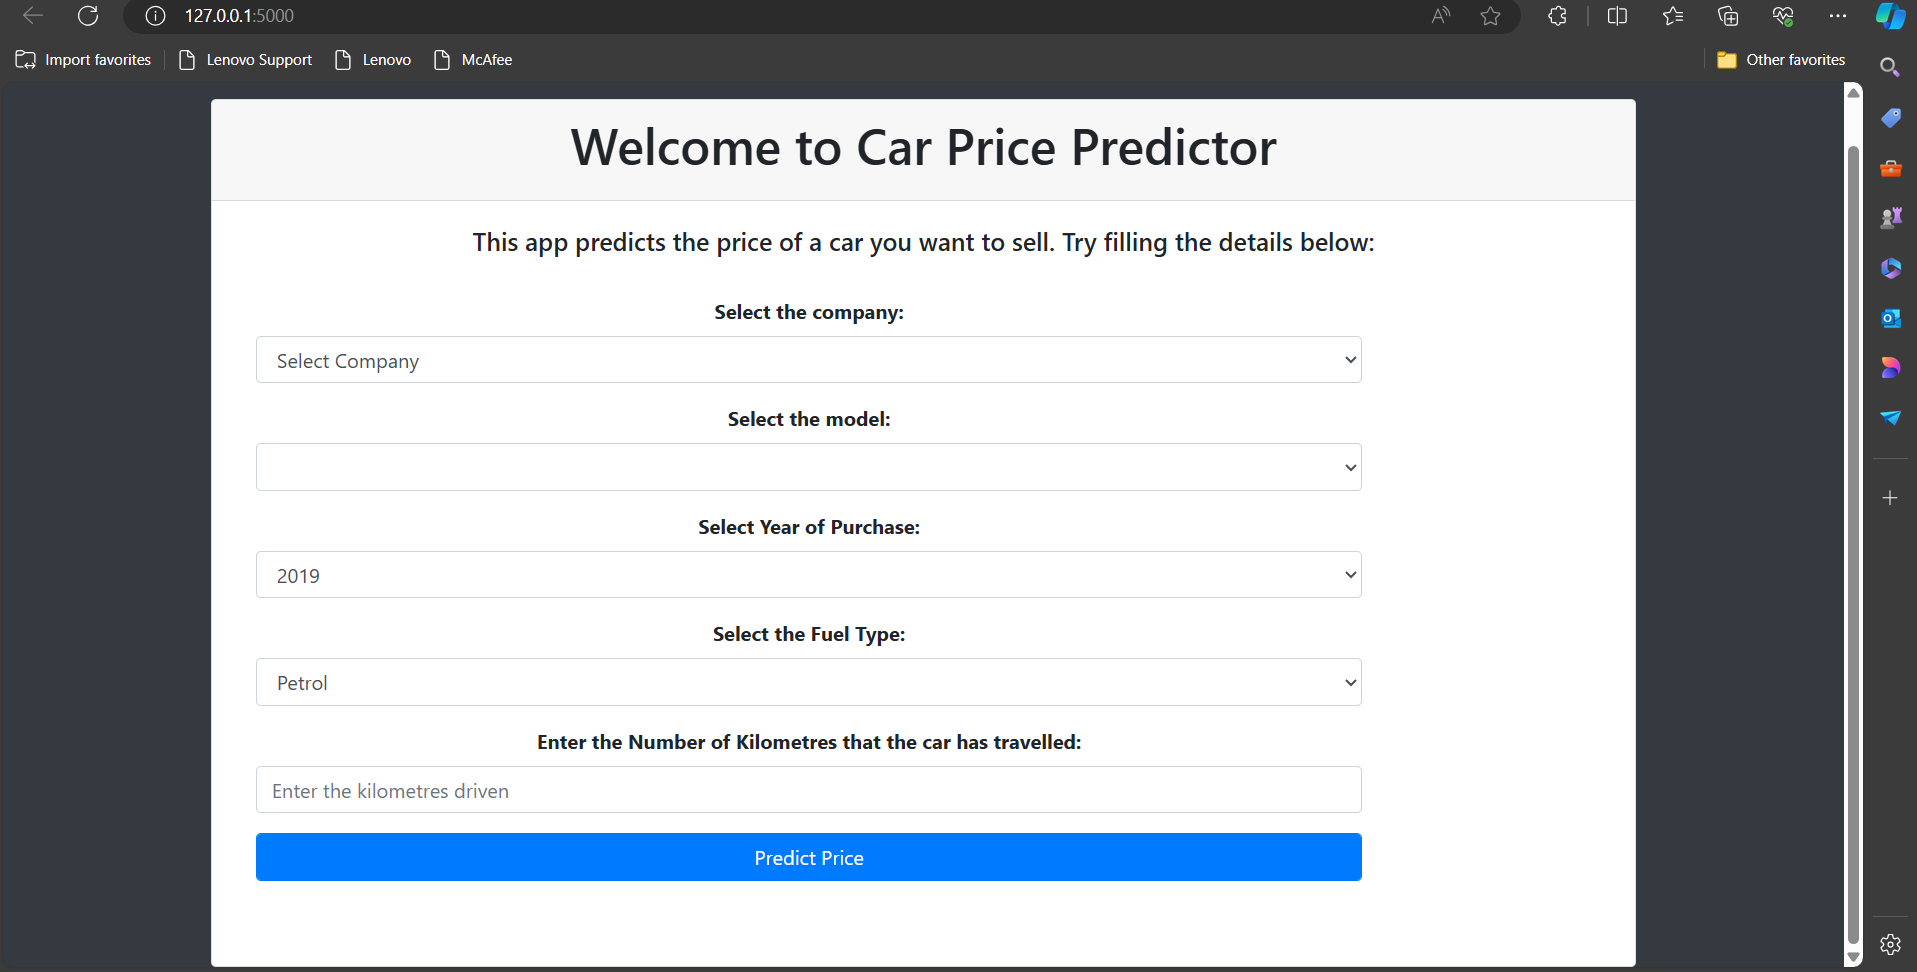 127.0.0.1:5000
Import favorites
Lenovo Support
Lenovo
McAfee
Other favorites
Welcome to Car Price Predictor
This app predicts the price of a car you want to sell. Try filling the details below:
Select the company:
Select Company
Select the model:
Select Year of Purchase:
2019
Select the Fuel Type:
Petrol
Enter the Number of Kilometres that the car has travelled:
Enter the kilometres driven
Predict Price